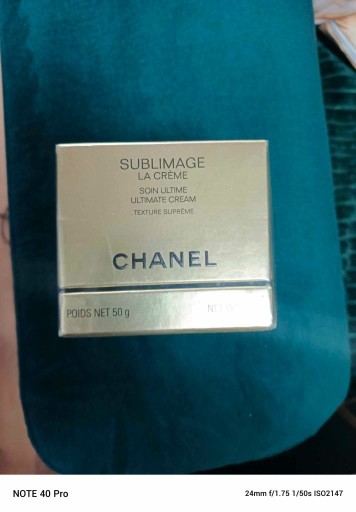 SUBLIMAGE
LA CRÈME
SOIN ULTIME
ULTIMATE CREAM
TEXTURE SUPRÊME
CHANEL
POIDS NET 50 g
NOTE 40 Pro
24mm f/1.75 1/50s ISO2147